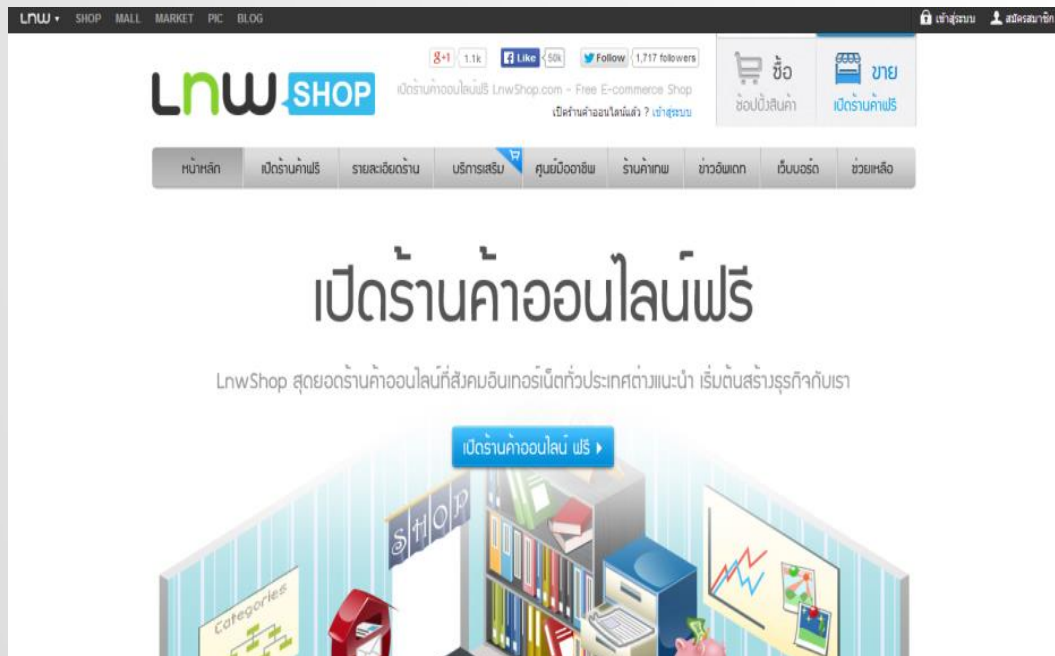 LnW SHOP MALL MARKET PIC BLOG เข้าสู่ระบบ สมัครสมาชิก
g+1 1.1k Like 50k Follow 1,717 followers
LnW SHOP
เปิดร้านค้าออนไลน์ฟรี LnwShop.com - Free E-commerce Shop
เปิดร้านค้าออนไลน์แล้ว ? เข้าสู่ระบบ
ซื้อ
ช่อปปิ้งสินค้า
ขาย
เปิดร้านค้าฟรี
หน้าหลัก เปิดร้านค้าฟรี รายละเอียดร้าน บริการเสริม ศูนย์มืออาชีพ ร้านค้าเทพ ข่าวอัพเดท เว็บบอร์ด ช่วยเหลือ
เปิดร้านค้าออนไลน์ฟรี
LnwShop สุดยอดร้านค้าออนไลน์ที่สังคมอินเทอร์เน็ตทั่วประเทศต่างแนะนำ เริ่มต้นสร้างธุรกิจกับเรา
เปิดร้านค้าออนไลน์ ฟรี
SHOP
Categories